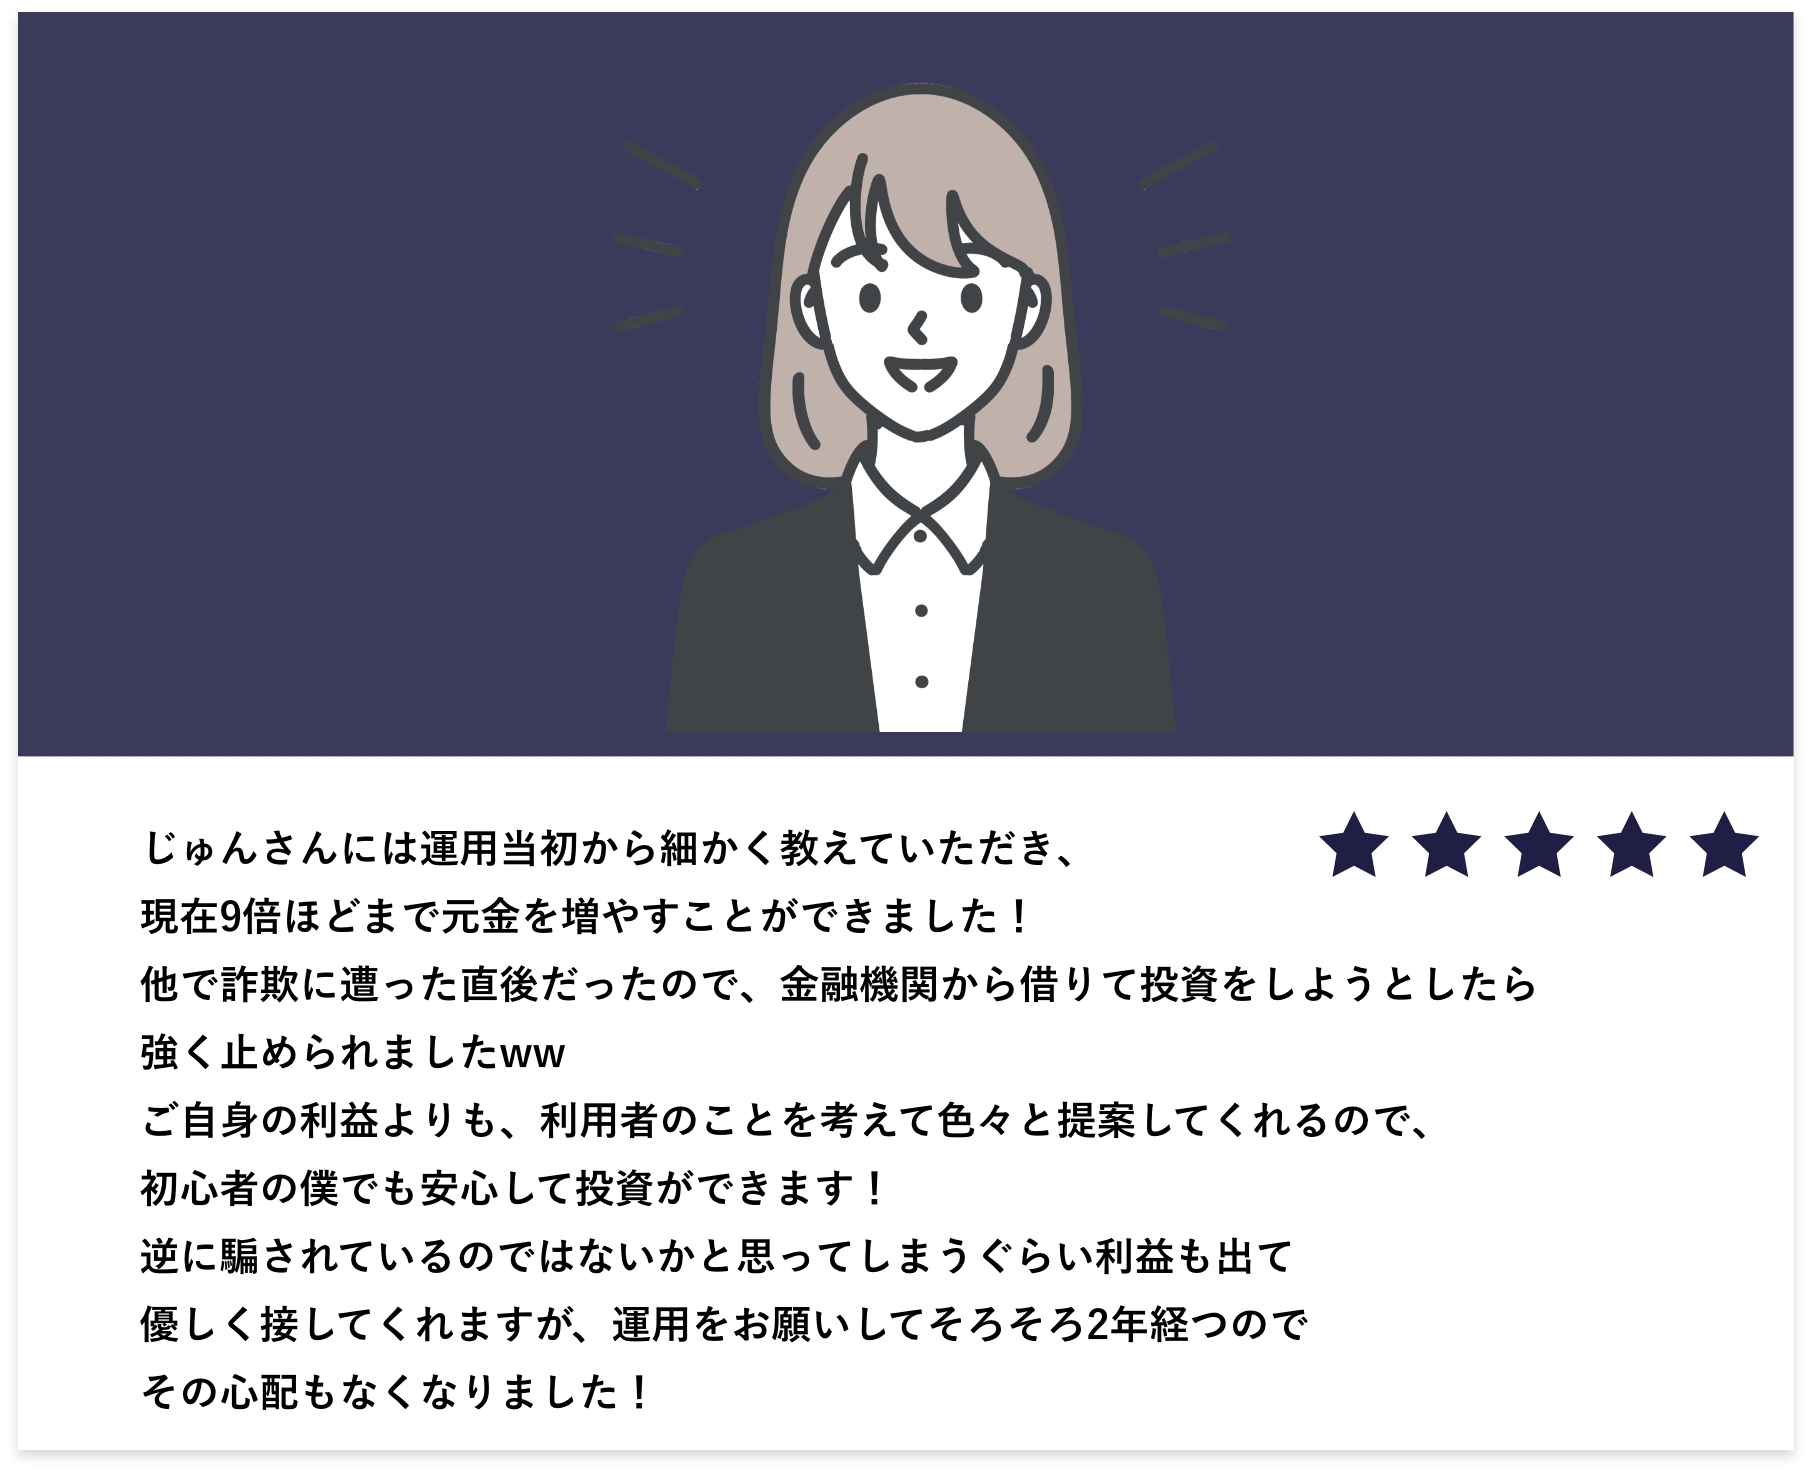 じゅんさんには運用当初から細かく教えていただき、
現在9倍ほどまで元金を増やすことができました！
他で詐欺に遭った直後だったので、金融機関から借りて投資をしようとしたら
強く止められましたww
ご自身の利益よりも、利用者のことを考えて色々と提案してくれるので、
初心者の僕でも安心して投資ができます！
逆に騙されているのではないかと思ってしまうぐらい利益も出て
優しく接してくれますが、運用をお願いしてそろそろ2年経つので
その心配もなくなりました！